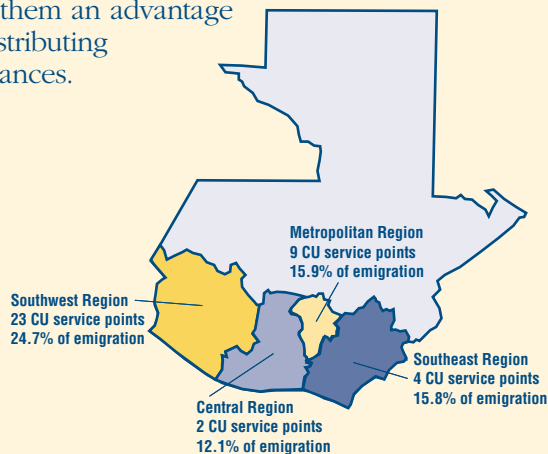 them an advantage
stributing
ances.
Metropolitan Region
9 CU service points
15.9% of emigration
Southwest Region
23 CU service points
24.7% of emigration
Southeast Region
4 CU service points
15.8% of emigration
Central Region
2 CU service points
12.1% of emigration